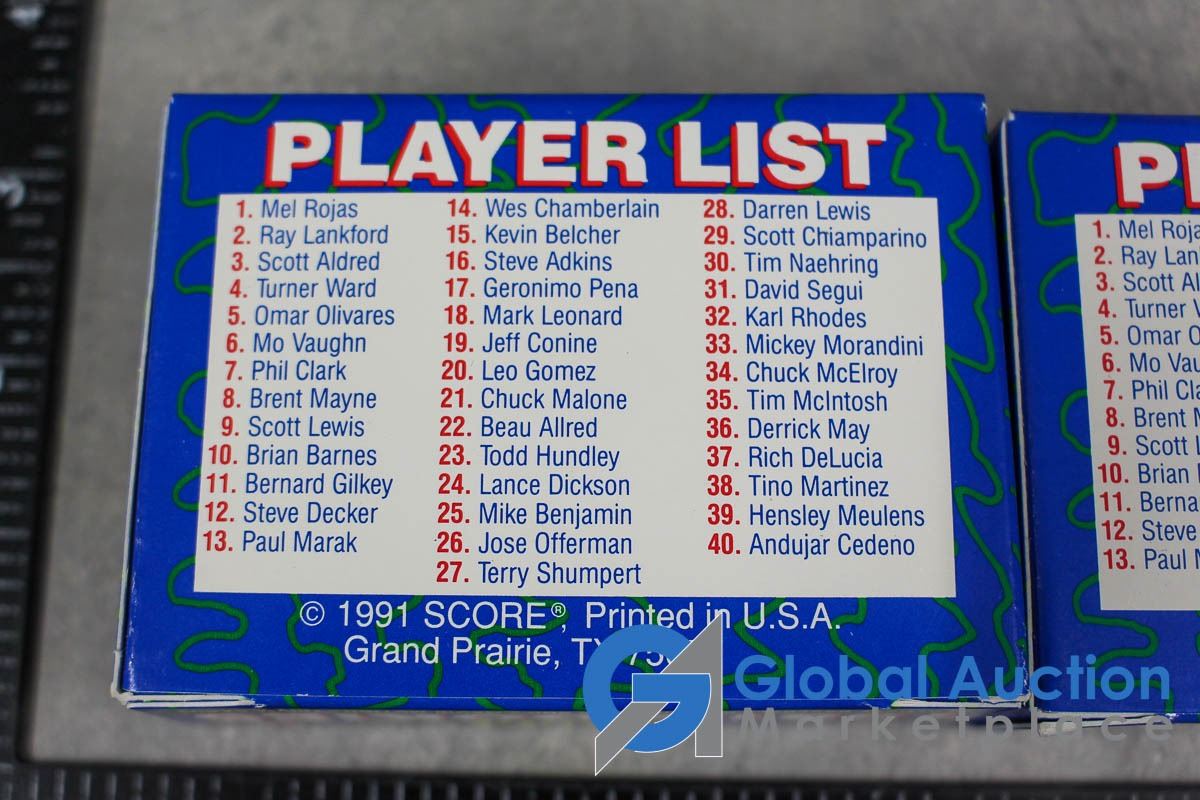 PLAYER LIST
1. Mel Rojas
2. Ray Lankford
3. Scott Aldred
4. Turner Ward
5. Omar Olivares
6. Mo Vaughn
7. Phil Clark
8. Brent Mayne
9. Scott Lewis
10. Brian Barnes
11. Bernard Gilkey
12. Steve Decker
13. Paul Marak
14. Wes Chamberlain
15. Kevin Belcher
16. Steve Adkins
17. Geronimo Pena
18. Mark Leonard
19. Jeff Conine
20. Leo Gomez
21. Chuck Malone
22. Beau Allred
23. Todd Hundley
24. Lance Dickson
25. Mike Benjamin
26. Jose Offerman
27. Terry Shumpert
28. Darren Lewis
29. Scott Chiamparino
30. Tim Naehring
31. David Segui
32. Karl Rhodes
33. Mickey Morandini
34. Chuck McElroy
35. Tim McIntosh
36. Derrick May
37. Rich DeLucia
38. Tino Martinez
39. Hensley Meulens
40. Andujar Cedeno
© 1991 SCORE®, Printed in U.S.A.
Grand Prairie,
1. Mel
2. Ray
3. Scott
4. Turner
5. Omar
6. Mo
7. Phil
8. Brent
9. Scott
10. Brian
11.
12. Steve
13. Paul
Global Auction
Marketplace